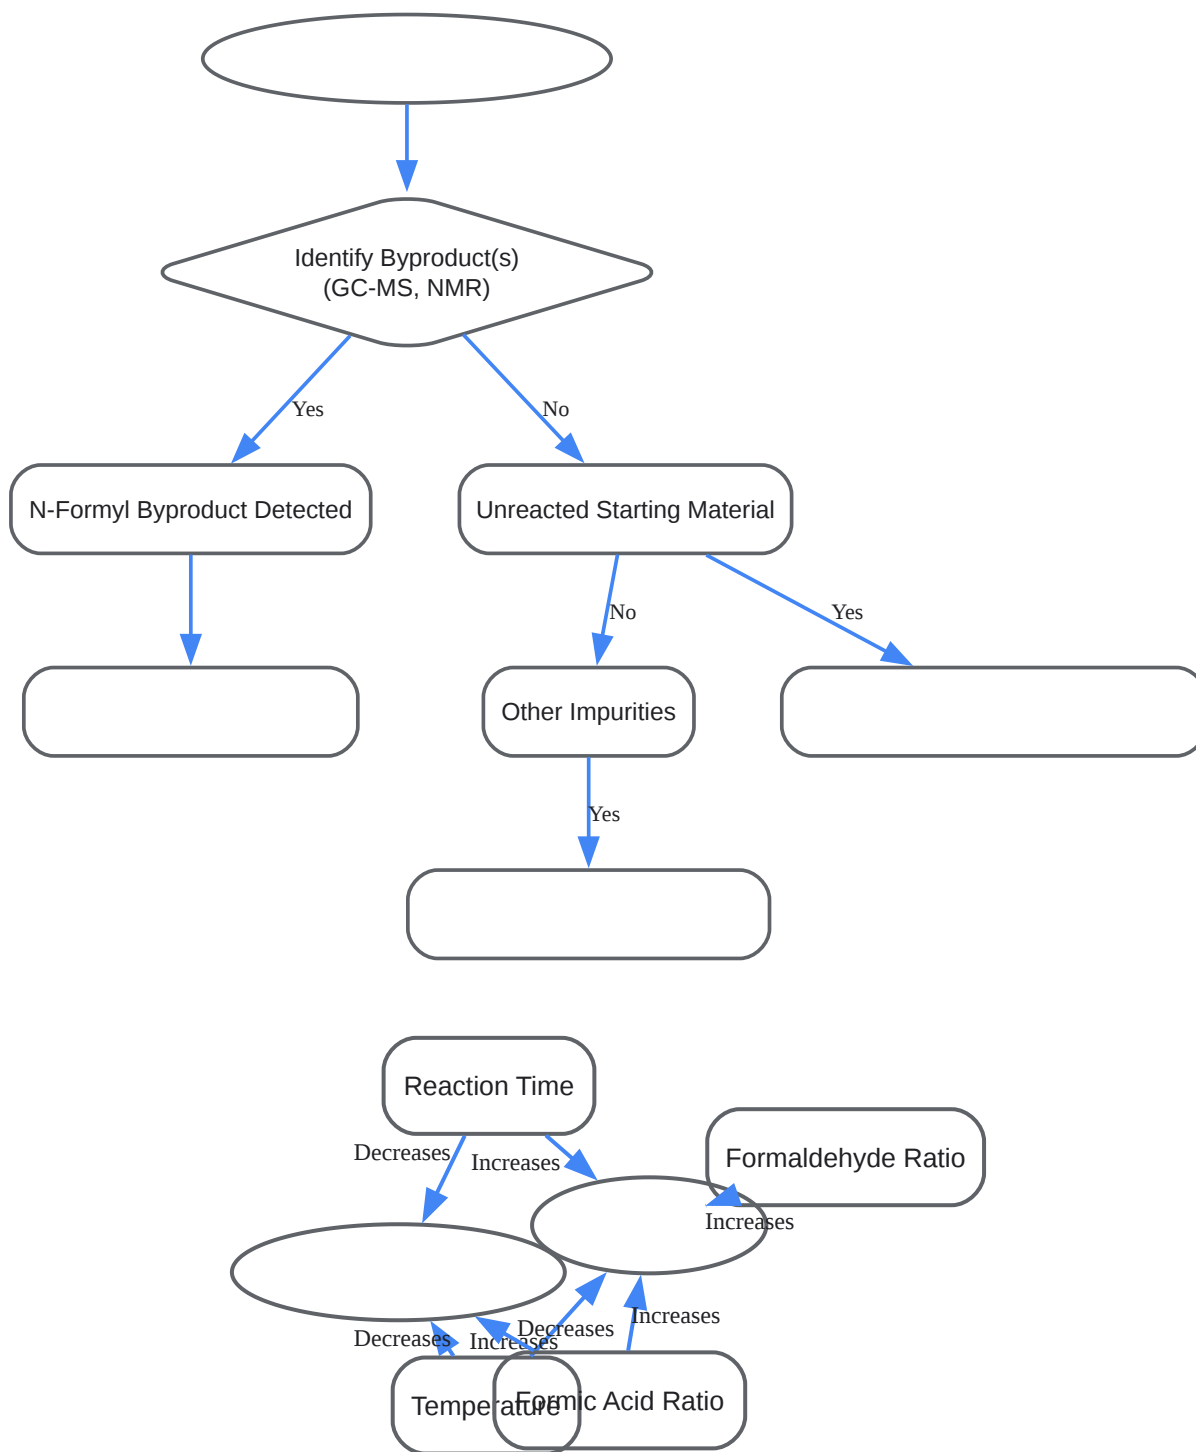 Identify Byproduct(s)
(GC-MS, NMR)
Yes
No
N-Formyl Byproduct Detected
Unreacted Starting Material
No
Yes
Other Impurities
Yes
Reaction Time
Decreases
Increases
Formaldehyde Ratio
Increases
Decreases
Increases
Decreases
Increases
Temperature
Formic Acid Ratio